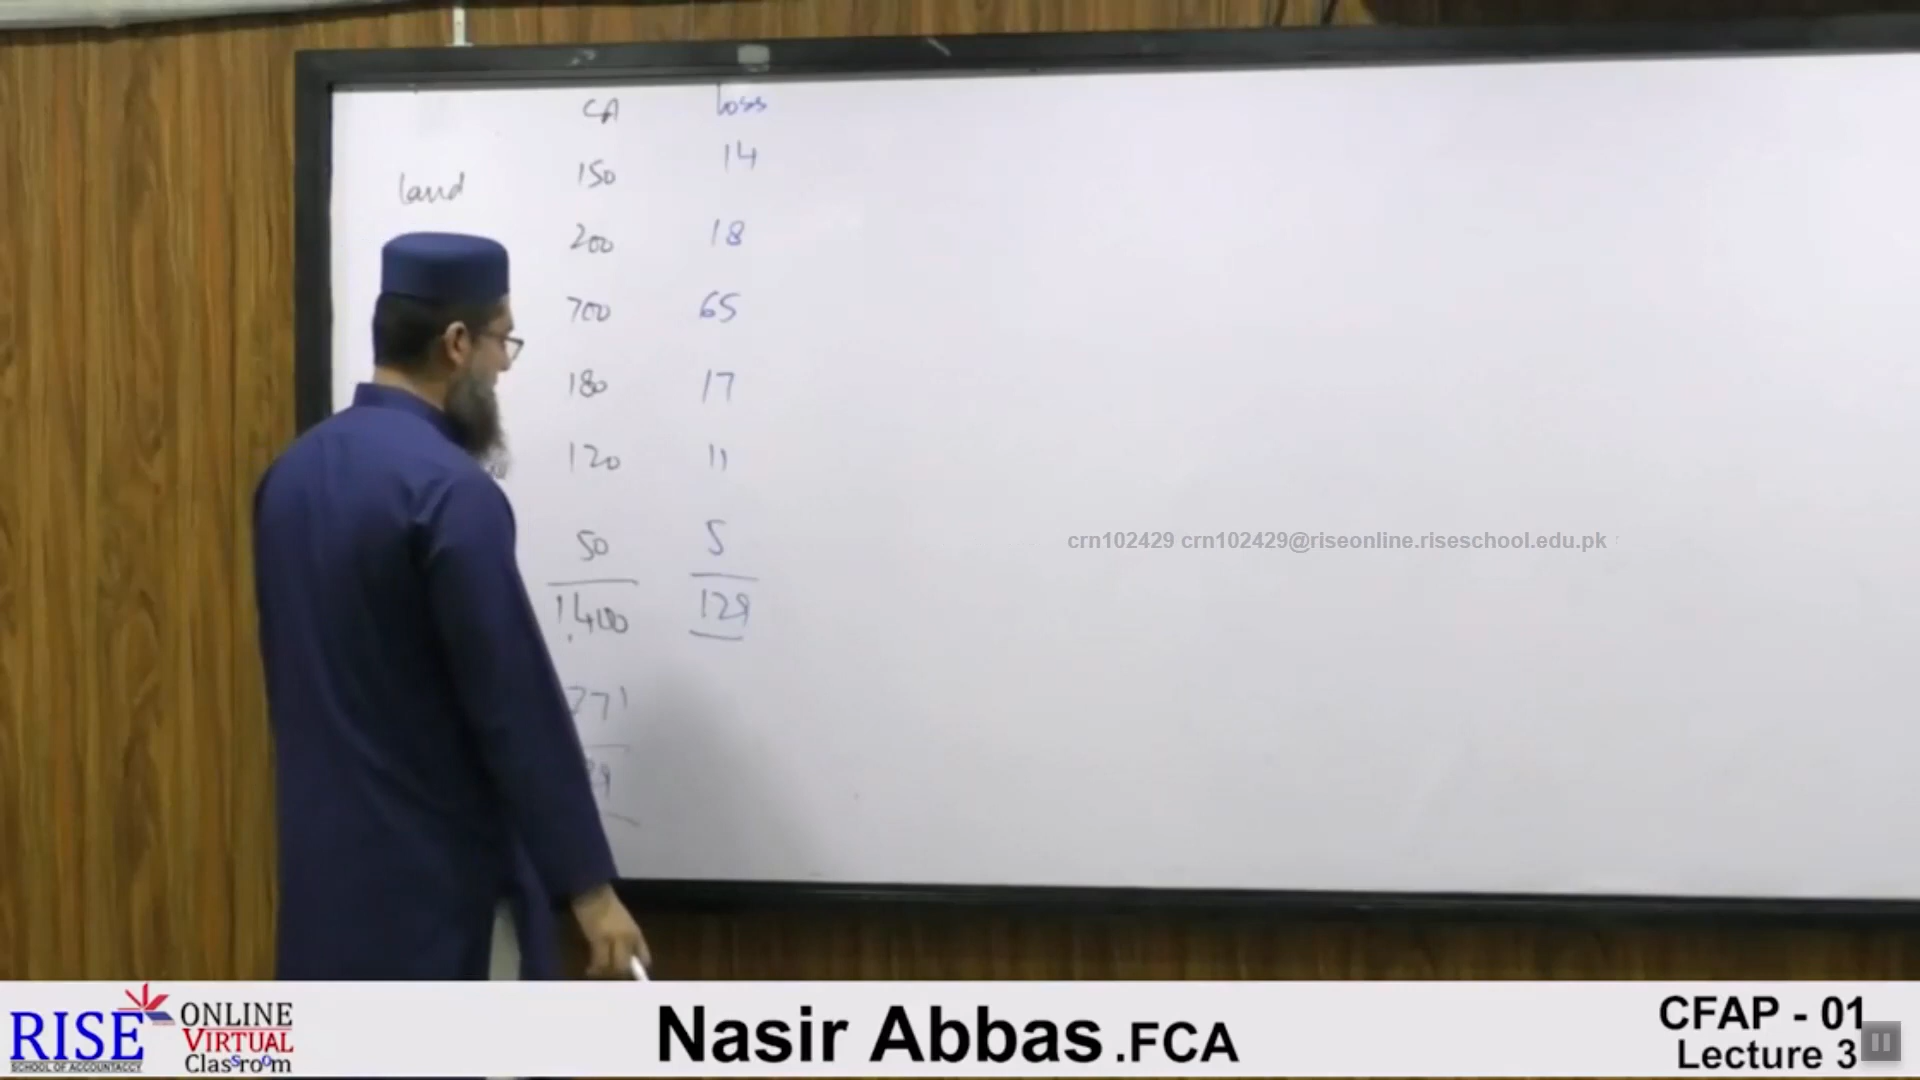 CA loss
land 150 14
200 18
700 65
180 17
120 11
50 5
1,400 129
271
crn102429 crn102429@riseonline.riseschool.edu.pk
RISE ONLINE VIRTUAL Classroom
SCHOOL OF ACCOUNTANCY
Nasir Abbas .FCA
CFAP - 01
Lecture 3